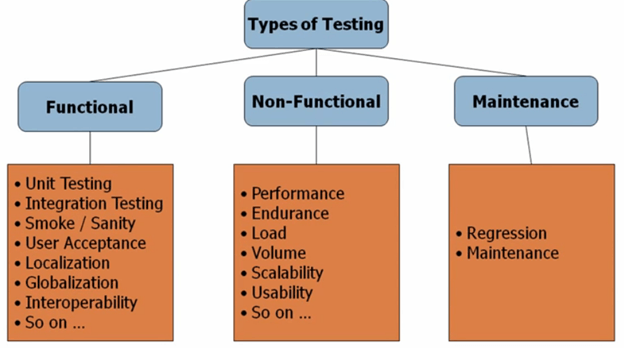 Types of Testing
Functional
Non-Functional
Maintenance
• Unit Testing
• Integration Testing
• Smoke / Sanity
• User Acceptance
• Localization
• Globalization
• Interoperability
• So on ...
• Performance
• Endurance
• Load
• Volume
• Scalability
• Usability
• So on ...
• Regression
• Maintenance